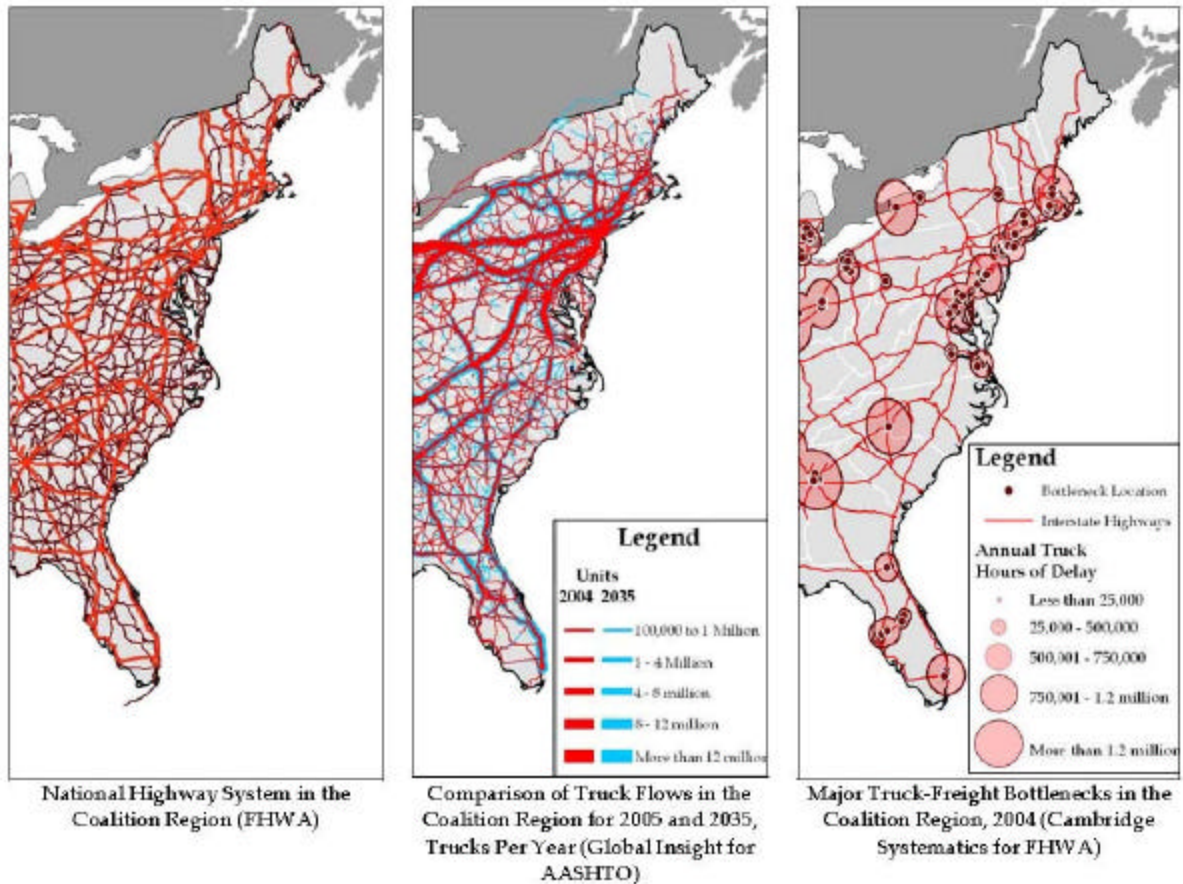 Legend
Units
2004 2035
100,000 to 1 Million
1 - 4 Million
4 - 8 million
8 - 12 million
More than 12 million
Legend
Bottleneck Location
Interstate Highways
Annual Truck
Hours of Delay
Less than 25,000
25,000 - 500,000
500,001 - 750,000
750,001 - 1.2 million
More than 1.2 million
National Highway System in the
Coalition Region (FHWA)
Comparison of Truck Flows in the
Coalition Region for 2005 and 2035,
Trucks Per Year (Global Insight for
AASHTO)
Major Truck-Freight Bottlenecks in the
Coalition Region, 2004 (Cambridge
Systematics for FHWA)